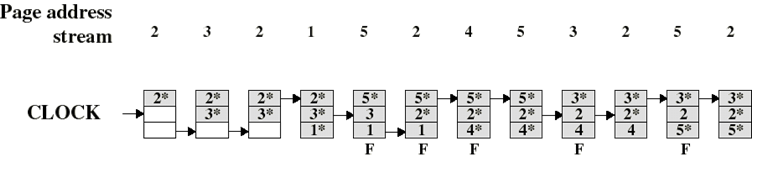 Page address
stream 2 3 2 1 5 2 4 5 3 2 5 2
2* 2* 2* 2* 5* 5* 5* 5* 3* 3* 3* 3*
CLOCK 3* 3* 3* 3 2* 2* 2* 2 2* 2 2*
1* 1 1 4* 4* 4 4 5* 5*
F F F F F